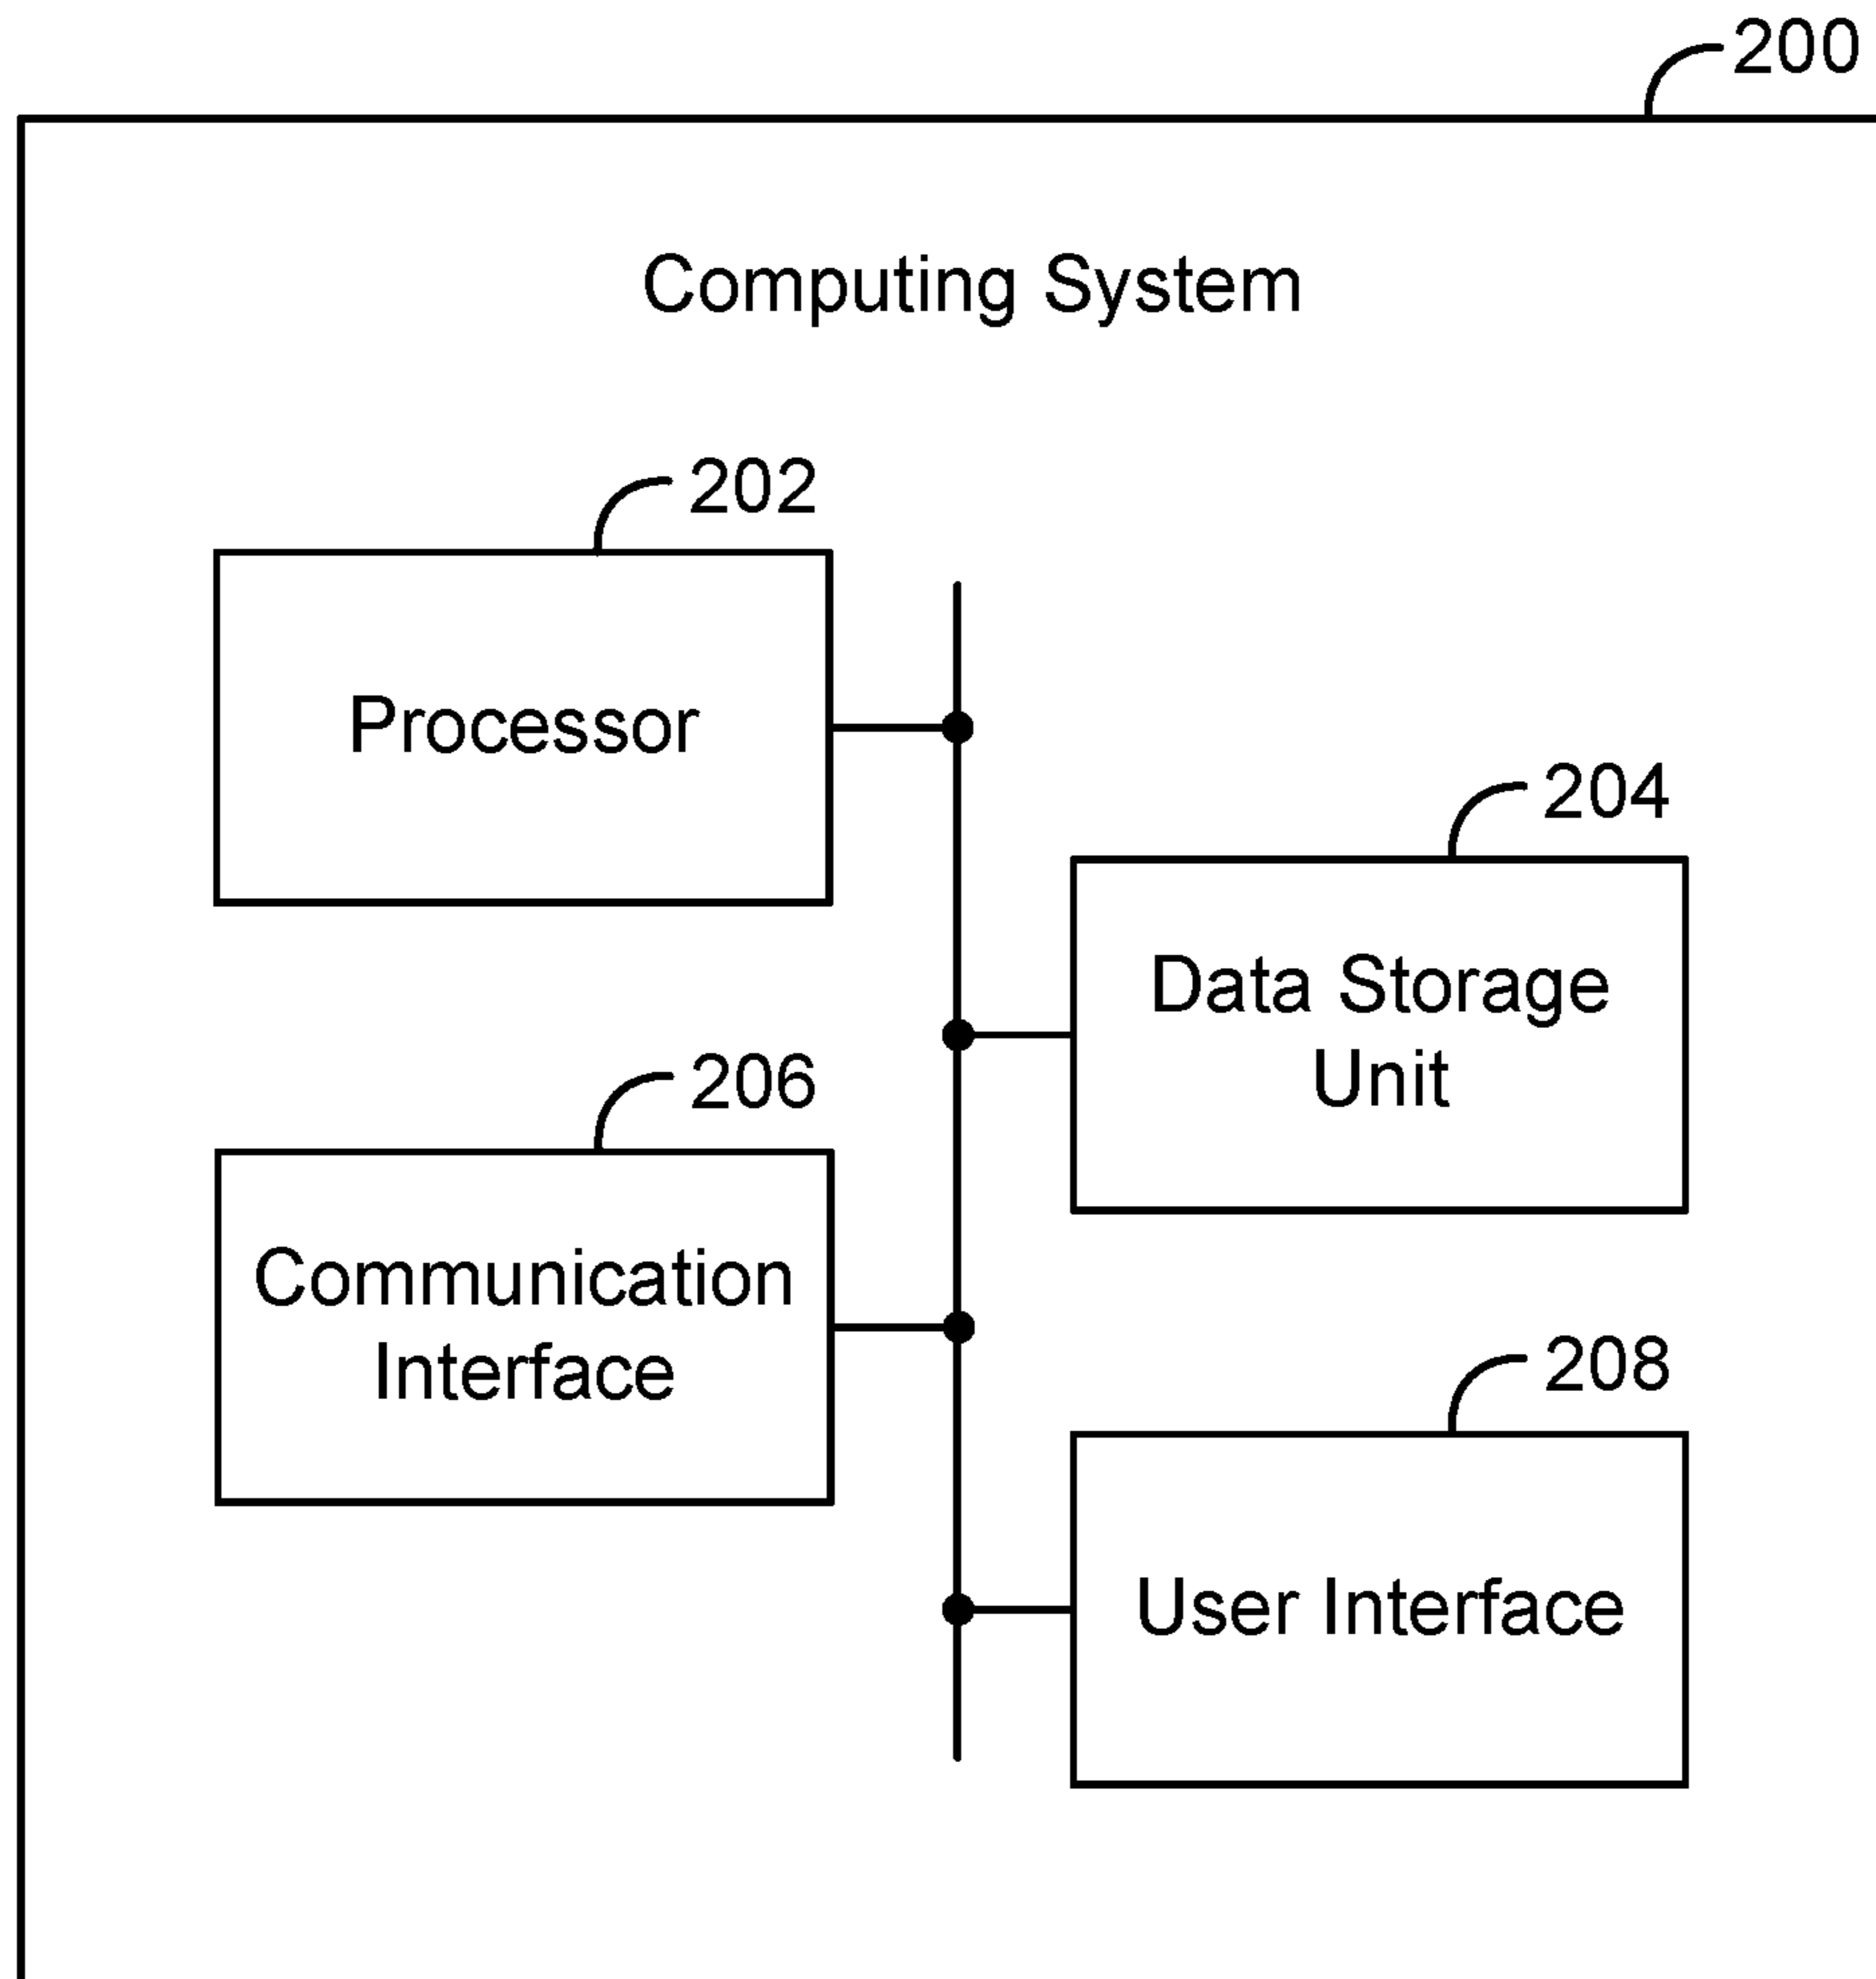 200
Computing System
202
Processor
204
Data Storage
Unit
206
Communication
Interface
208
User Interface